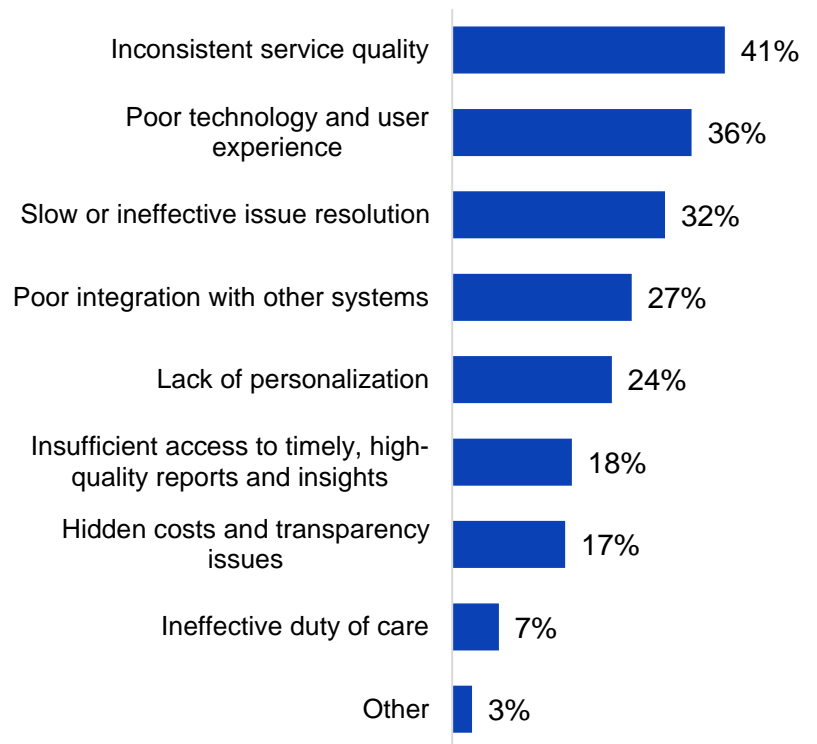 Inconsistent service quality 41%
Poor technology and user
experience 36%
Slow or ineffective issue resolution 32%
Poor integration with other systems 27%
Lack of personalization 24%
Insufficient access to timely, high-
quality reports and insights 18%
Hidden costs and transparency
issues 17%
Ineffective duty of care 7%
Other 3%